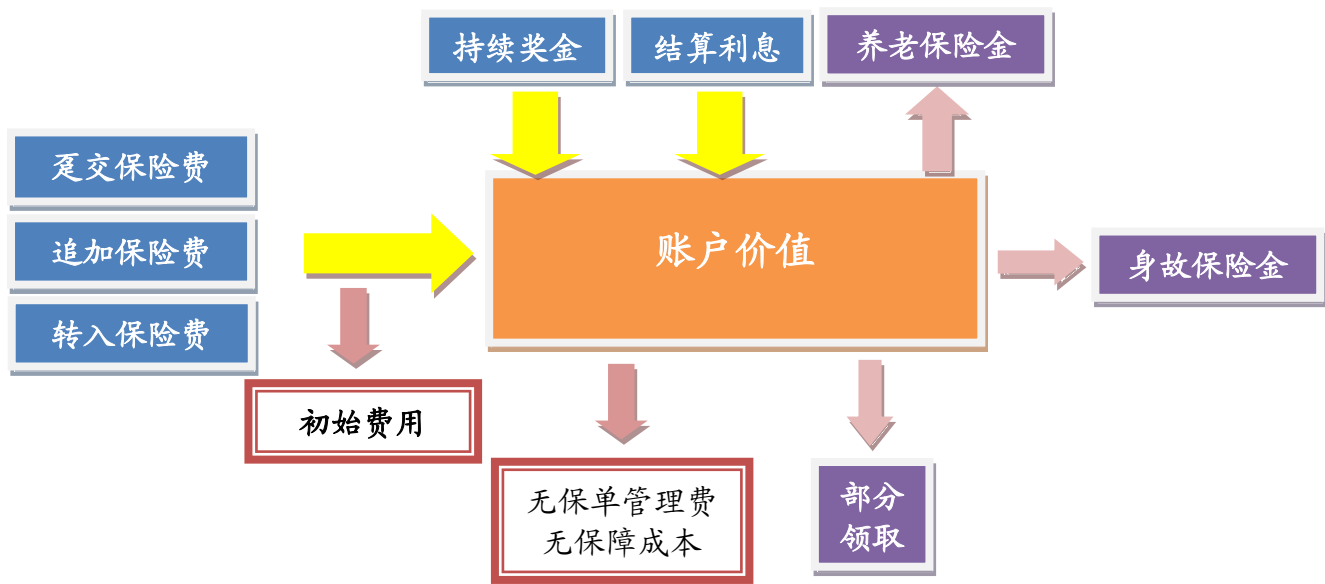 持续奖金
结算利息
养老保险金
趸交保险费
追加保险费
转入保险费
账户价值
身故保险金
初始费用
无保单管理费
无保障成本
部分
领取